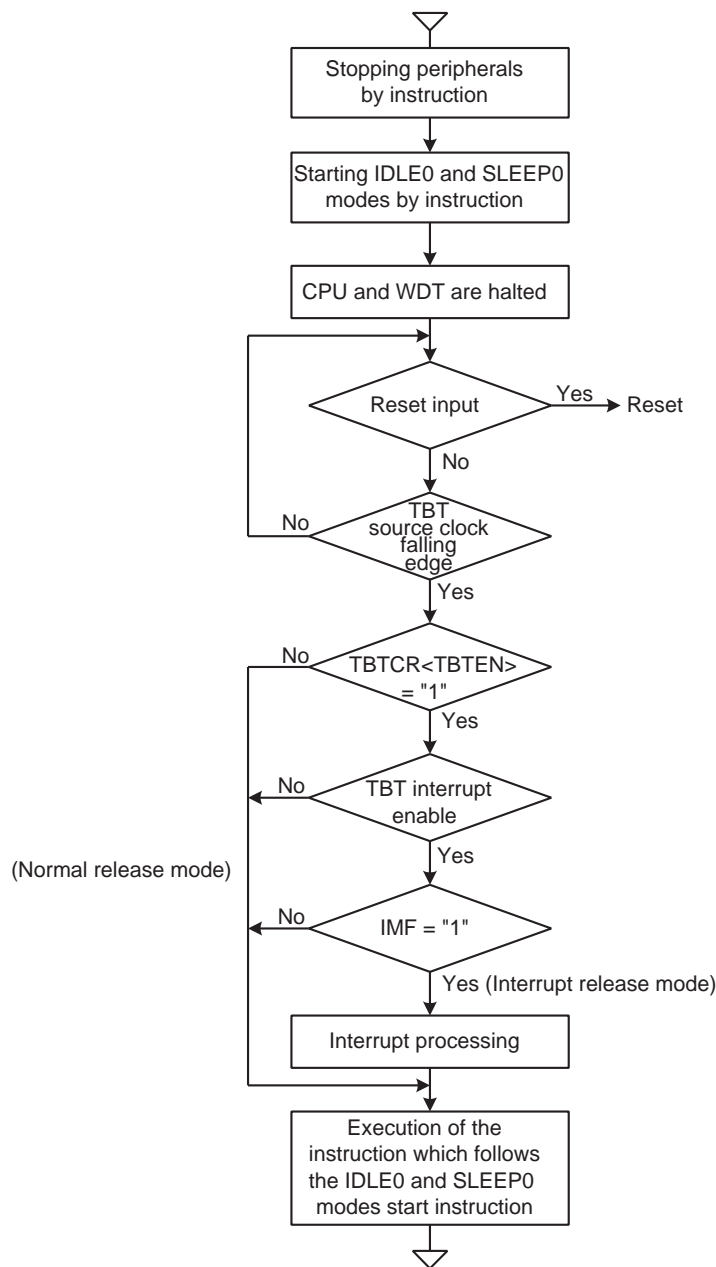 Stopping peripherals
by instruction
Starting IDLE0 and SLEEP0
modes by instruction
CPU and WDT are halted
Reset input
Yes
Reset
No
TBT
source clock
falling
edge
No
Yes
TBTCR<TBTEN>
= "1"
No
Yes
TBT interrupt
enable
No
Yes
(Normal release mode)
IMF = "1"
No
Yes (Interrupt release mode)
Interrupt processing
Execution of the
instruction which follows
the IDLE0 and SLEEP0
modes start instruction